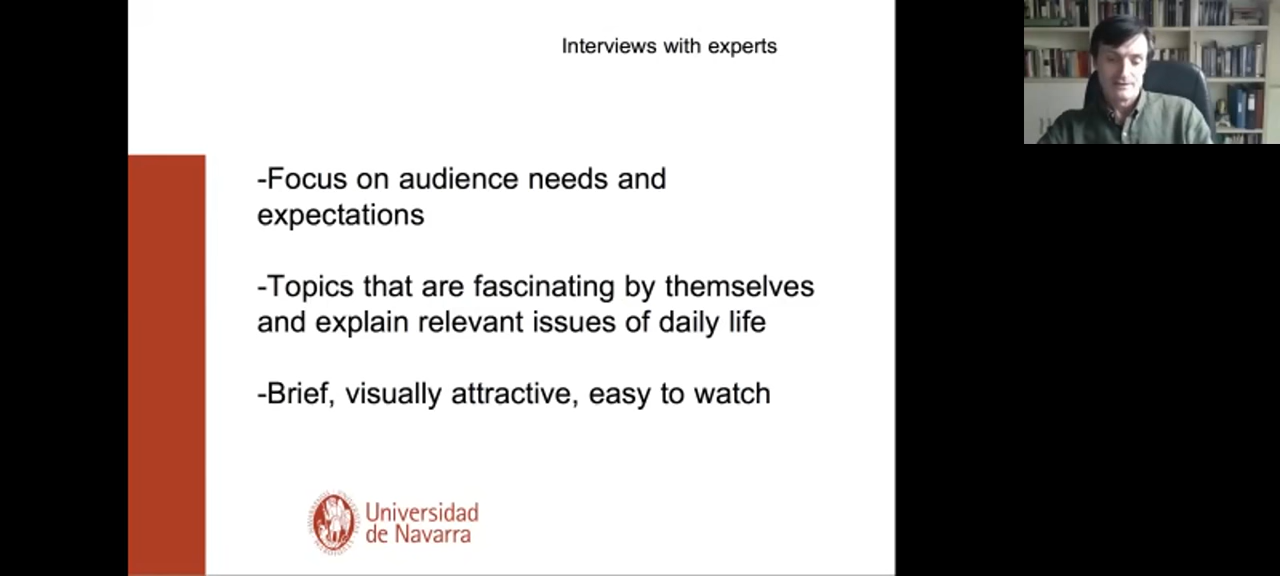 Interviews with experts
-Focus on audience needs and
expectations
-Topics that are fascinating by themselves
and explain relevant issues of daily life
-Brief, visually attractive, easy to watch
Universidad
de Navarra